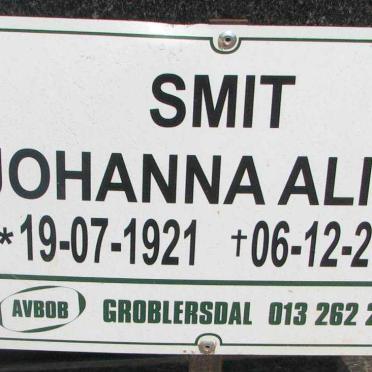 SMIT
JOHANNA ALI
*19-07-1921 †06-12-2
AVBOB GROBLERSDAL 013 262 2